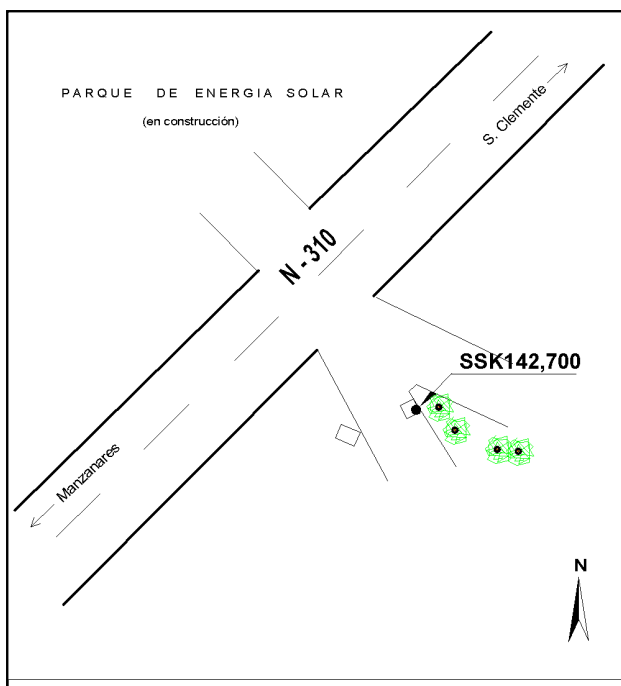 PARQUE DE ENERGIA SOLAR
(en construcción)
S. Clemente
N - 310
SSK142,700
Manzanares
N